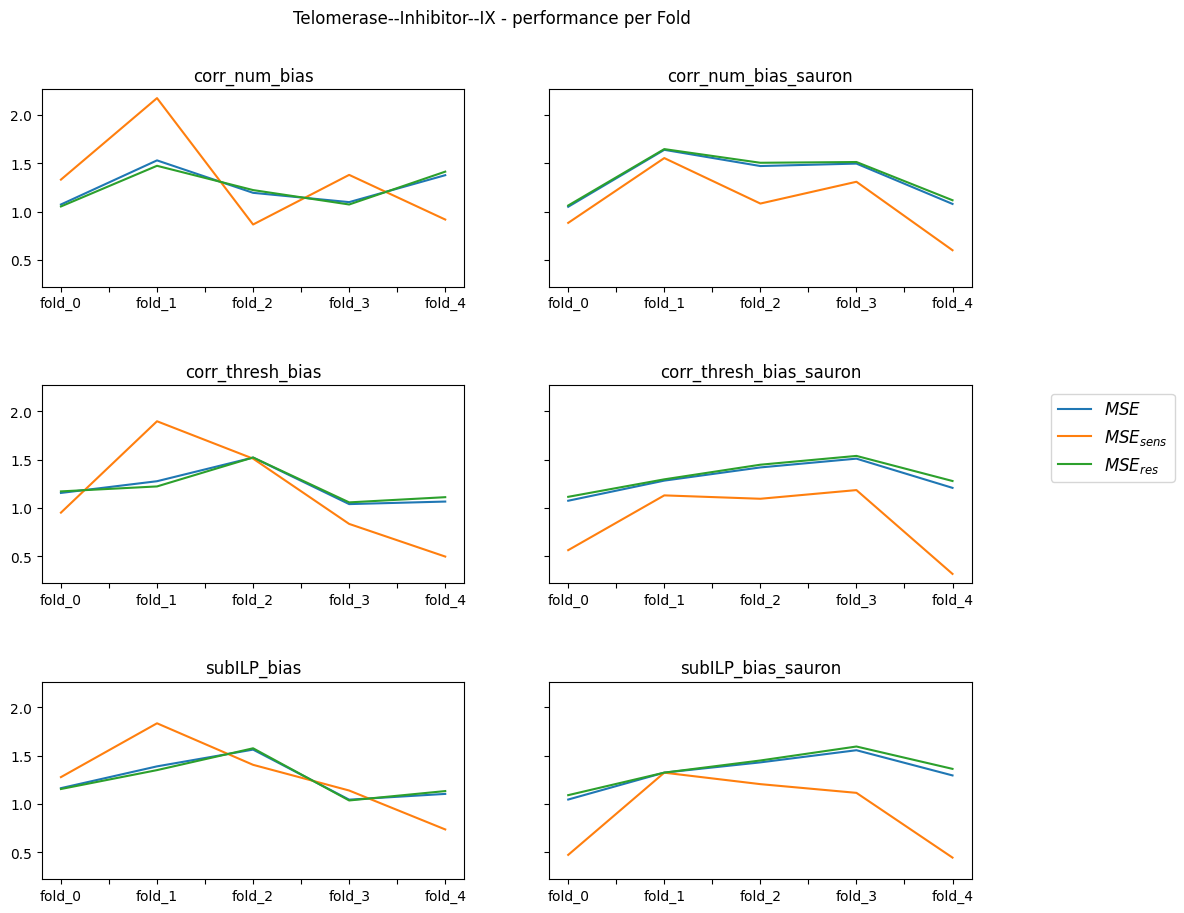 Telomerase--Inhibitor--IX - performance per Fold
corr_num_bias
2.0
1.5
1.0
0.5
fold_0 fold_1 fold_2 fold_3 fold_4
corr_num_bias_sauron
fold_0 fold_1 fold_2 fold_3 fold_4
corr_thresh_bias
2.0
1.5
1.0
0.5
fold_0 fold_1 fold_2 fold_3 fold_4
corr_thresh_bias_sauron
fold_0 fold_1 fold_2 fold_3 fold_4
MSE
MSE_sens
MSE_res
subILP_bias
2.0
1.5
1.0
0.5
fold_0 fold_1 fold_2 fold_3 fold_4
subILP_bias_sauron
fold_0 fold_1 fold_2 fold_3 fold_4